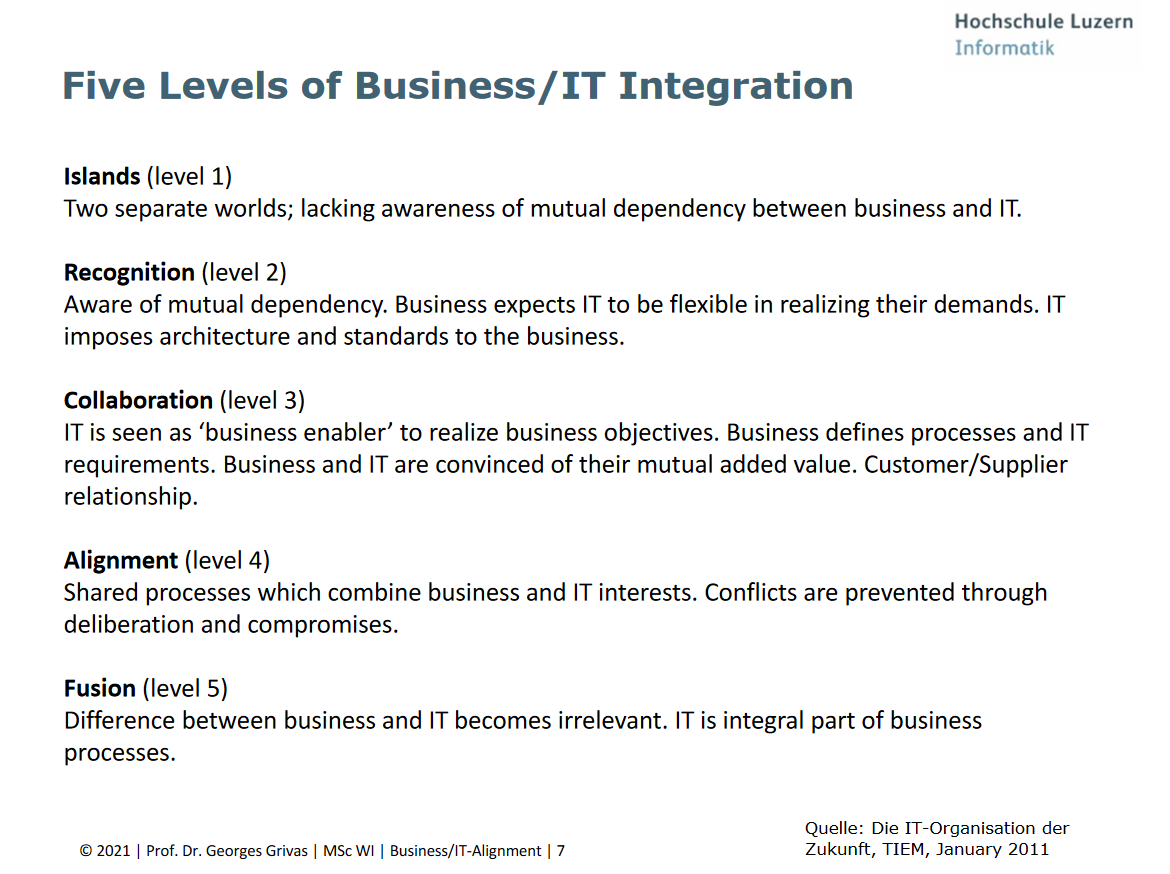 Hochschule Luzern
Informatik
Five Levels of Business/IT Integration
Islands (level 1)
Two separate worlds; lacking awareness of mutual dependency between business and IT.
Recognition (level 2)
Aware of mutual dependency. Business expects IT to be flexible in realizing their demands. IT
imposes architecture and standards to the business.
Collaboration (level 3)
IT is seen as ‘business enabler’ to realize business objectives. Business defines processes and IT
requirements. Business and IT are convinced of their mutual added value. Customer/Supplier
relationship.
Alignment (level 4)
Shared processes which combine business and IT interests. Conflicts are prevented through
deliberation and compromises.
Fusion (level 5)
Difference between business and IT becomes irrelevant. IT is integral part of business
processes.
Quelle: Die IT-Organisation der
Zukunft, TIEM, January 2011
© 2021 | Prof. Dr. Georges Grivas | MSc WI | Business/IT-Alignment | 7